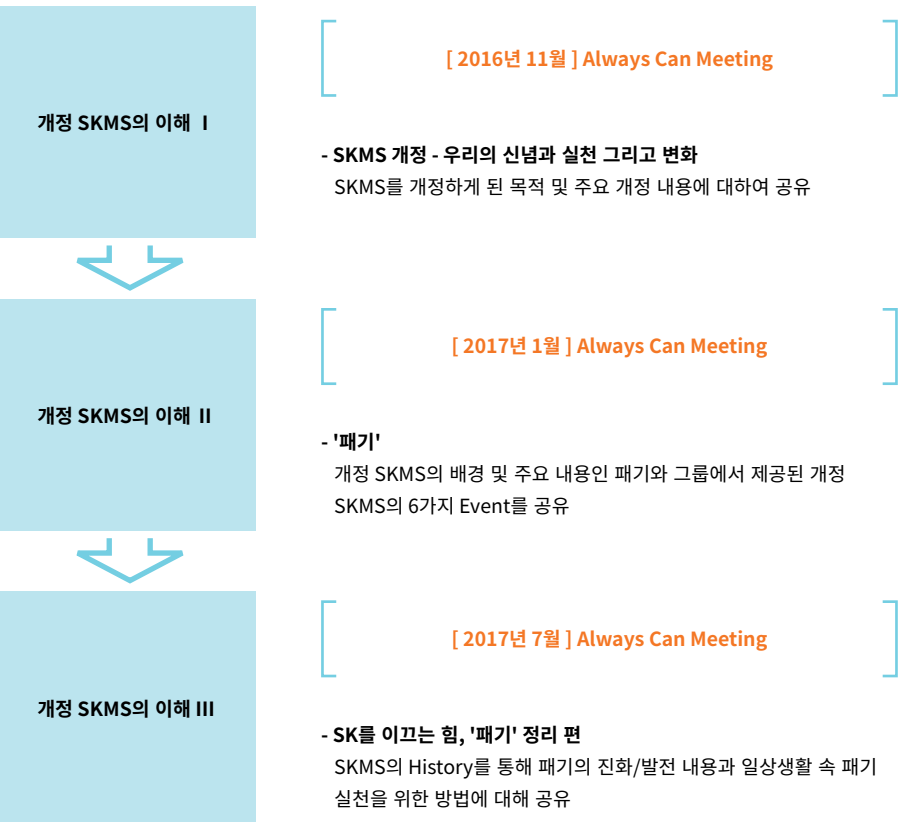 개정 SKMS의 이해 Ⅰ
[ 2016년 11월 ] Always Can Meeting
- SKMS 개정 - 우리의 신념과 실천 그리고 변화
SKMS를 개정하게 된 목적 및 주요 개정 내용에 대하여 공유
개정 SKMS의 이해 Ⅱ
[ 2017년 1월 ] Always Can Meeting
- '패기'
개정 SKMS의 배경 및 주요 내용인 패기와 그룹에서 제공된 개정
SKMS의 6가지 Event를 공유
개정 SKMS의 이해 III
[ 2017년 7월 ] Always Can Meeting
- SK를 이끄는 힘, '패기' 정리 편
SKMS의 History를 통해 패기의 진화/발전 내용과 일상생활 속 패기
실천을 위한 방법에 대해 공유